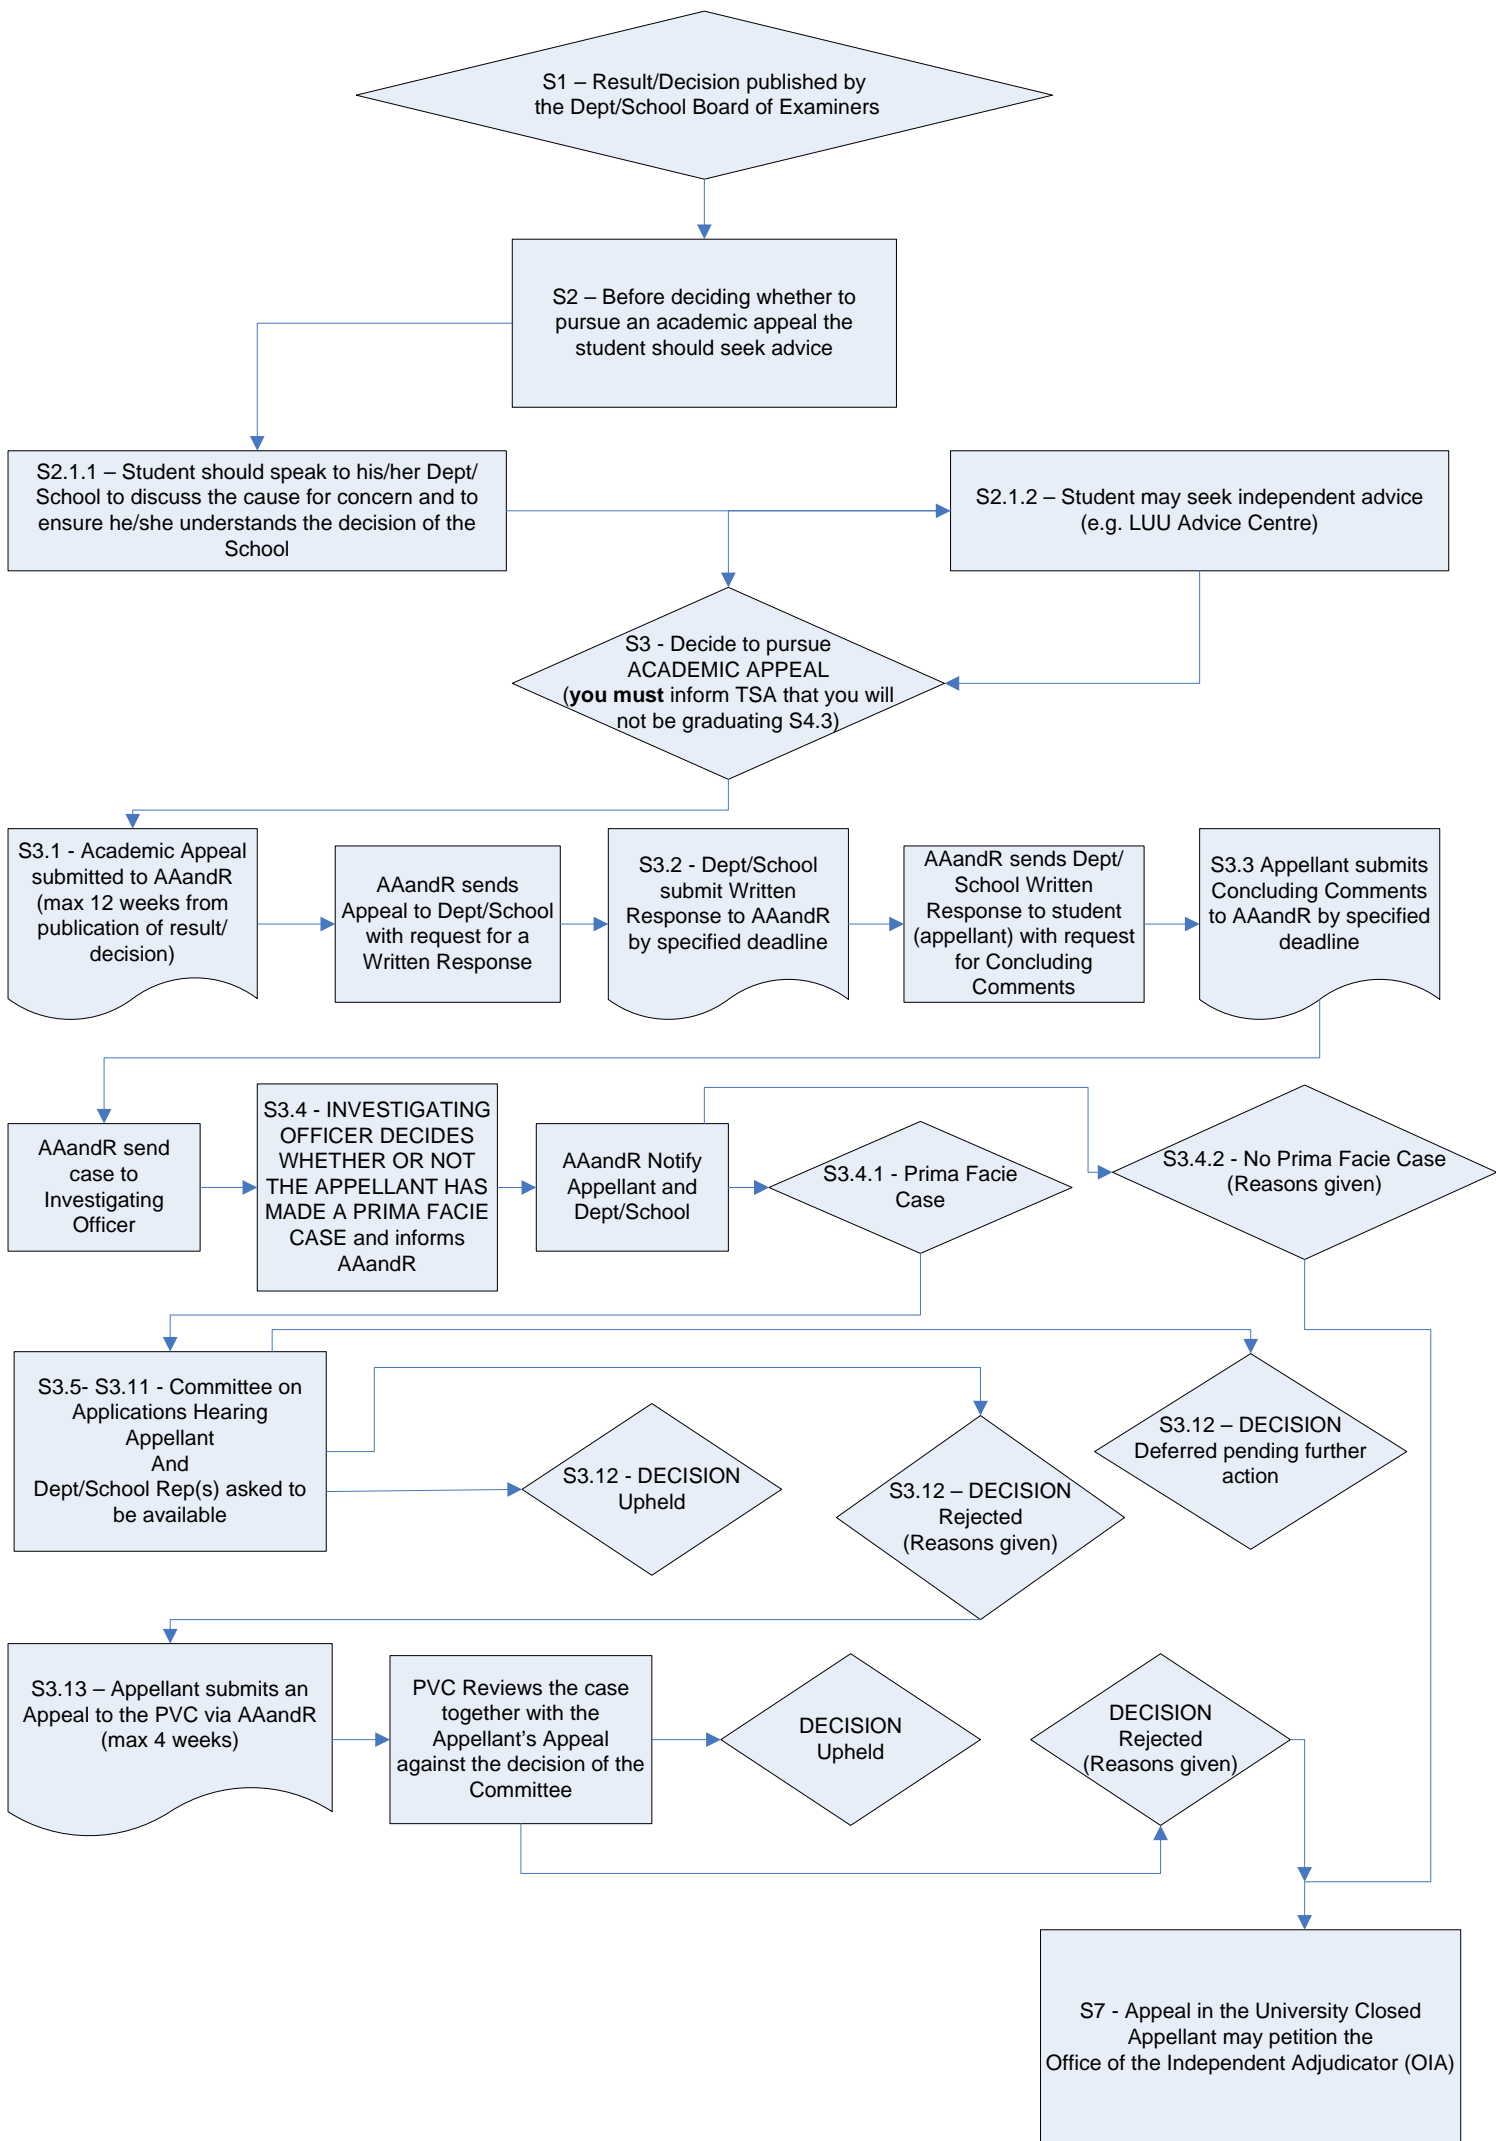 S1 – Result/Decision published by
the Dept/School Board of Examiners
S2 – Before deciding whether to
pursue an academic appeal the
student should seek advice
S2.1.1 – Student should speak to his/her Dept/
School to discuss the cause for concern and to
ensure he/she understands the decision of the
School
S2.1.2 – Student may seek independent advice
(e.g. LUU Advice Centre)
S3 - Decide to pursue
ACADEMIC APPEAL
(you must inform TSA that you will
not be graduating S4.3)
S3.1 - Academic Appeal
submitted to AAandR
(max 12 weeks from
publication of result/
decision)
AAandR sends
Appeal to Dept/School
with request for a
Written Response
S3.2 - Dept/School
submit Written
Response to AAandR
by specified deadline
AAandR sends Dept/
School Written
Response to student
(appellant) with request
for Concluding
Comments
S3.3 Appellant submits
Concluding Comments
to AAandR by specified
deadline
AAandR send
case to
Investigating
Officer
S3.4 - INVESTIGATING
OFFICER DECIDES
WHETHER OR NOT
THE APPELLANT HAS
MADE A PRIMA FACIE
CASE and informs
AAandR
AAandR Notify
Appellant and
Dept/School
S3.4.1 - Prima Facie
Case
S3.4.2 - No Prima Facie Case
(Reasons given)
S3.5- S3.11 - Committee on
Applications Hearing
Appellant
And
Dept/School Rep(s) asked to
be available
S3.12 - DECISION
Upheld
S3.12 – DECISION
Rejected
(Reasons given)
S3.12 – DECISION
Deferred pending further
action
S3.13 – Appellant submits an
Appeal to the PVC via AAandR
(max 4 weeks)
PVC Reviews the case
together with the
Appellant’s Appeal
against the decision of the
Committee
DECISION
Upheld
DECISION
Rejected
(Reasons given)
S7 - Appeal in the University Closed
Appellant may petition the
Office of the Independent Adjudicator (OIA)